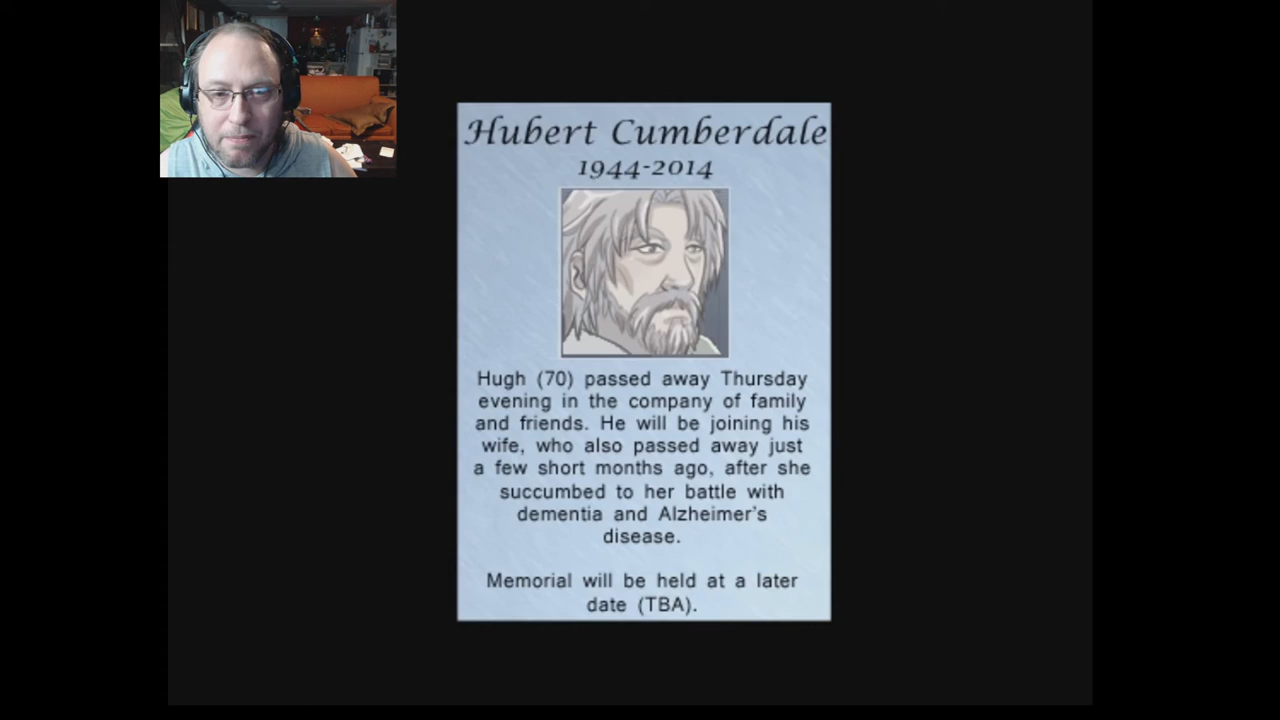 Hubert Cumberdale
1944-2014
Hugh (70) passed away Thursday
evening in the company of family
and friends. He will be joining his
wife, who also passed away just
a few short months ago, after she
succumbed to her battle with
dementia and Alzheimer's
disease.
Memorial will be held at a later
date (TBA).